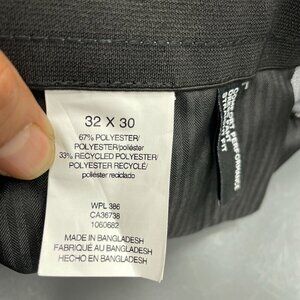 32 X 30
67% POLYESTER/
POLYESTER/poliéster
33% RECYCLED POLYESTER/
POLYESTER RECYCLÉ/
poliéster reciclado
WPL 386
CA36738
1060682
MADE IN BANGLADESH
FABRIQUÉ AU BANGLADESH
HECHO EN BANGLADESH